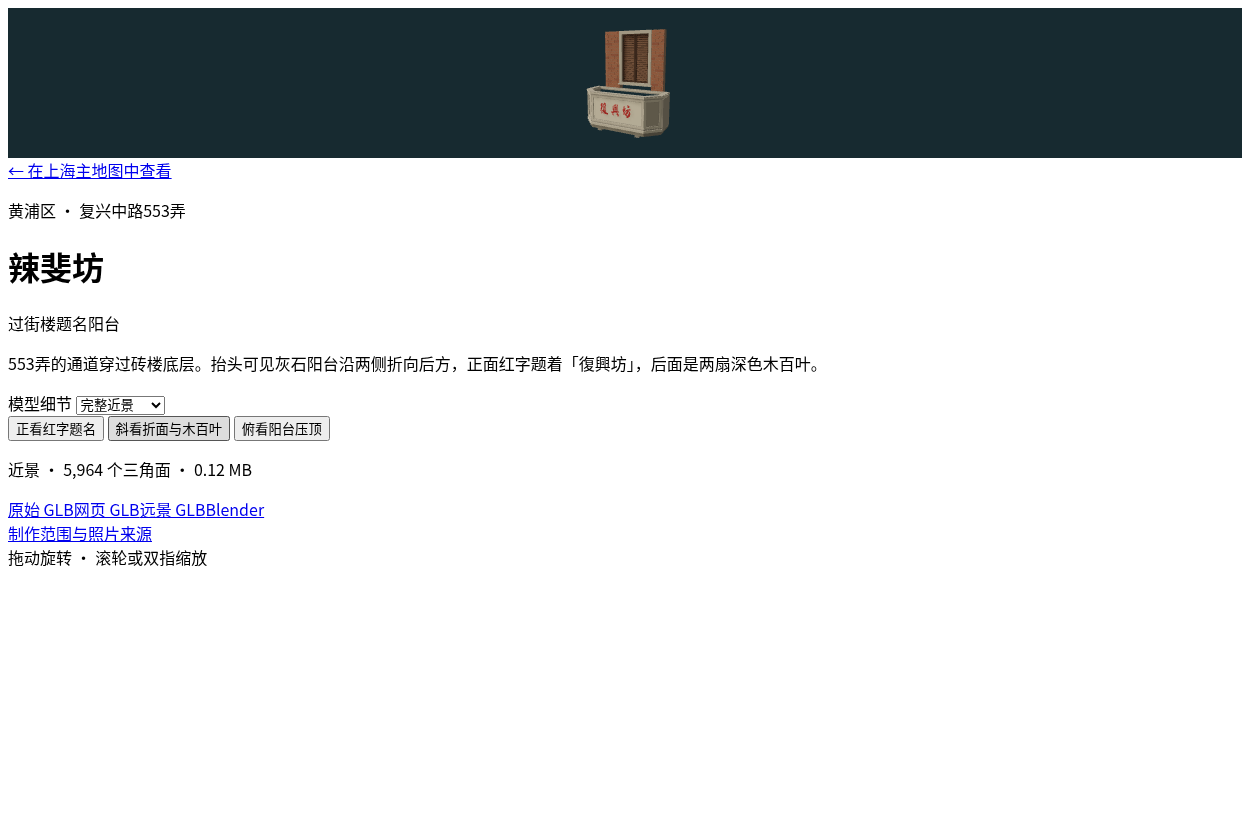 復興坊
← 在上海主地图中查看
黄浦区 · 复兴中路553弄
辣斐坊
过街楼题名阳台
553弄的通道穿过砖楼底层。抬头可见灰石阳台沿两侧折向后方，正面红字题着「復興坊」，后面是两扇深色木百叶。
模型细节 完整近景
正看红字题名 斜看折面与木百叶 俯看阳台压顶
近景 · 5,964 个三角面 · 0.12 MB
原始 GLB网页 GLB远景 GLBBlender
制作范围与照片来源
拖动旋转 · 滚轮或双指缩放